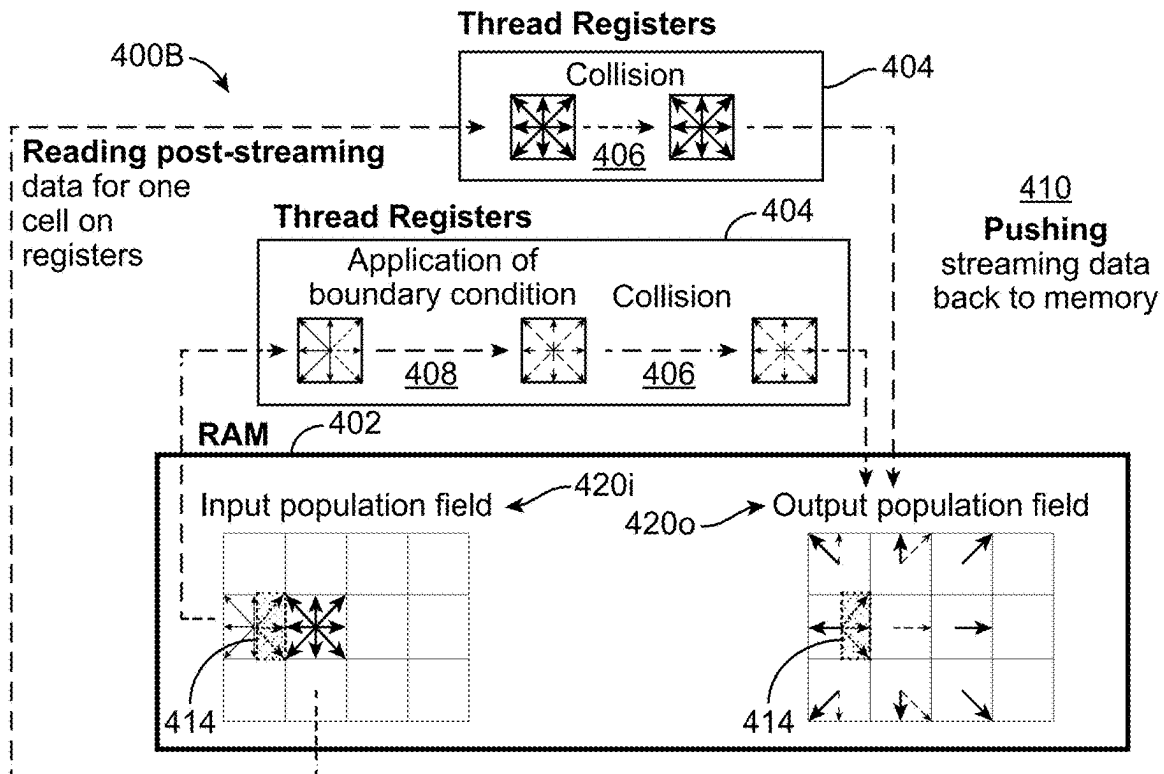 Thread Registers
400B
404
Collision
406
Reading post-streaming
data for one
cell on
registers
410
Pushing
streaming data
back to memory
Thread Registers
404
Application of
boundary condition
Collision
408
406
RAM
402
Input population field
420i
420o
Output population field
414
414